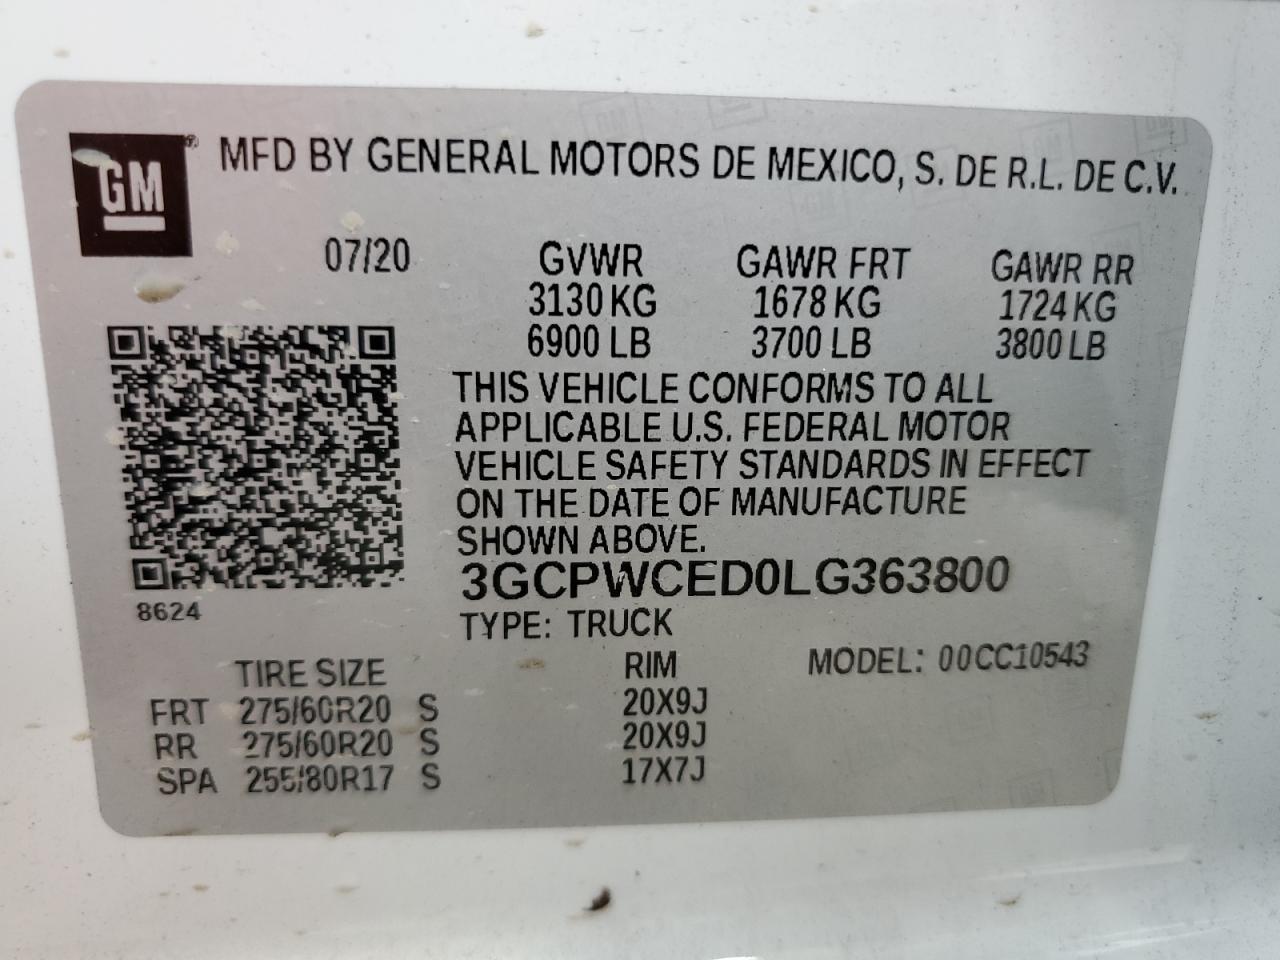 GM ® MFD BY GENERAL MOTORS DE MEXICO, S. DE R.L. DE C.V.
07/20 GVWR GAWR FRT GAWR RR
3130 KG 1678 KG 1724 KG
6900 LB 3700 LB 3800 LB
THIS VEHICLE CONFORMS TO ALL
APPLICABLE U.S. FEDERAL MOTOR
VEHICLE SAFETY STANDARDS IN EFFECT
ON THE DATE OF MANUFACTURE
SHOWN ABOVE.
3GCPWCED0LG363800
8624
TYPE: TRUCK
TIRE SIZE RIM MODEL: 00CC10543
FRT 275/60R20 S 20X9J
RR 275/60R20 S 20X9J
SPA 255/80R17 S 17X7J